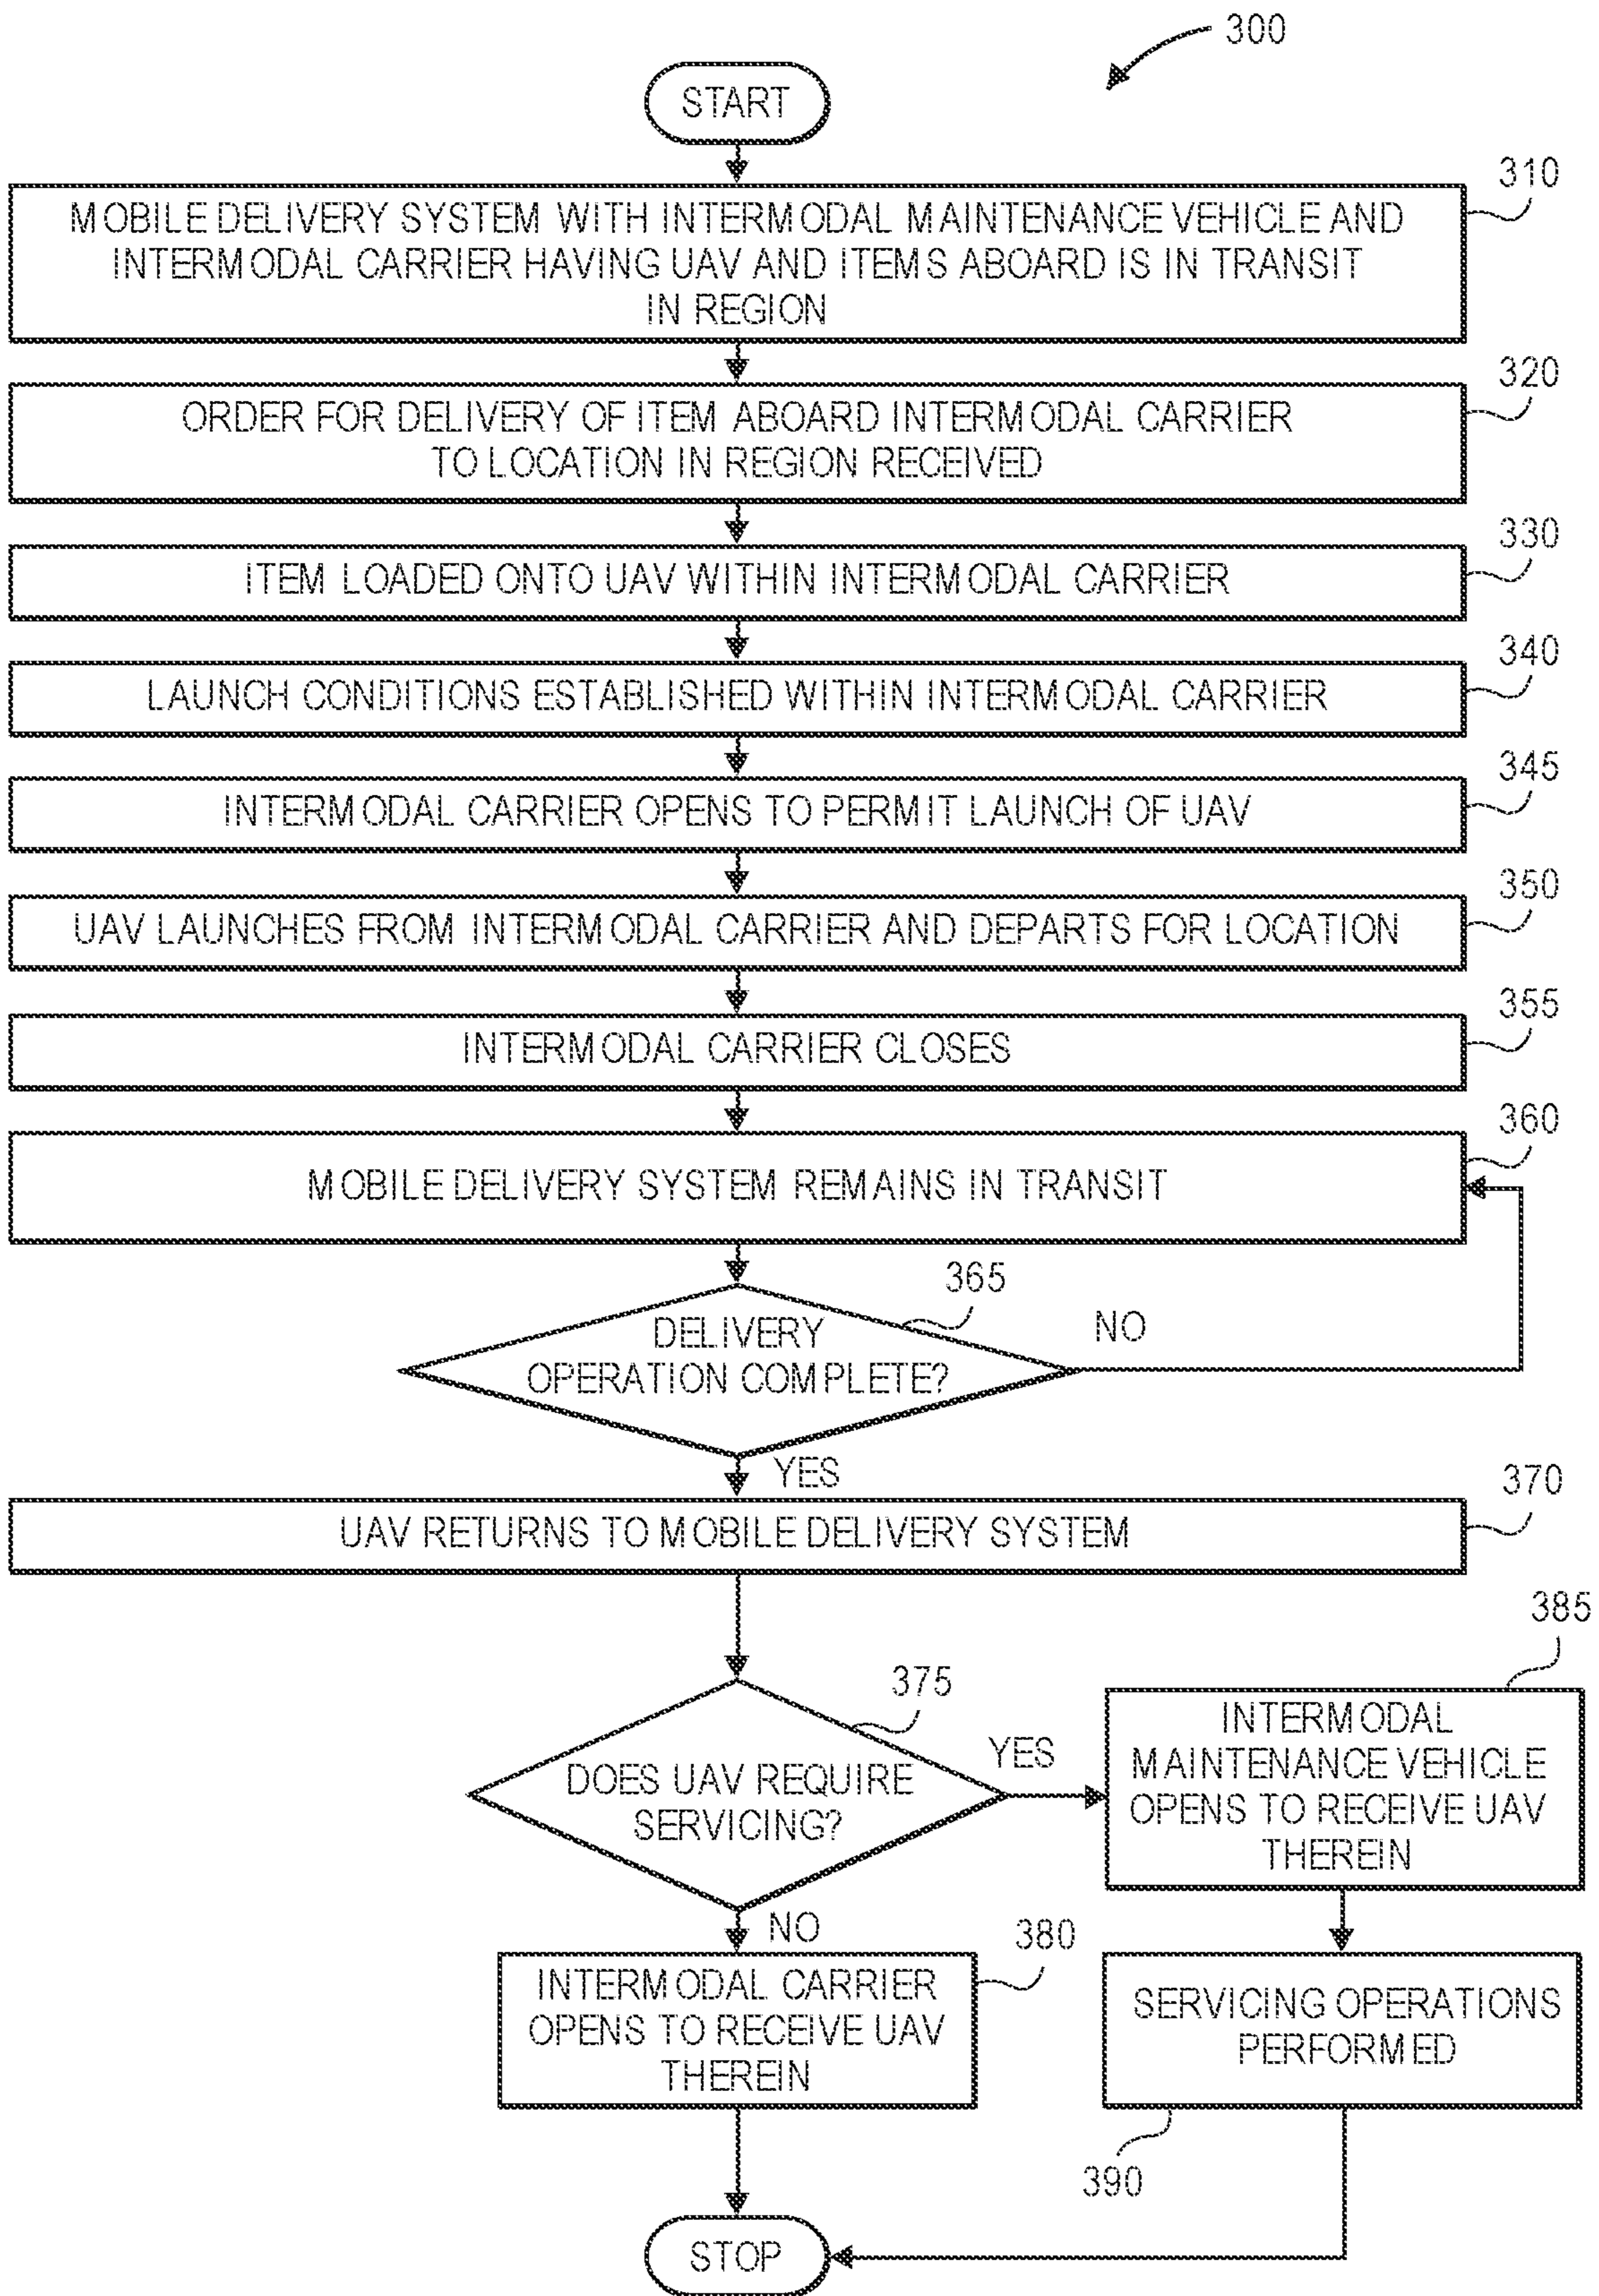 300
START
310
MOBILE DELIVERY SYSTEM WITH INTERMODAL MAINTENANCE VEHICLE AND
INTERMODAL CARRIER HAVING UAV AND ITEMS ABOARD IS IN TRANSIT
IN REGION
320
ORDER FOR DELIVERY OF ITEM ABOARD INTERMODAL CARRIER
TO LOCATION IN REGION RECEIVED
330
ITEM LOADED ONTO UAV WITHIN INTERMODAL CARRIER
340
LAUNCH CONDITIONS ESTABLISHED WITHIN INTERMODAL CARRIER
345
INTERMODAL CARRIER OPENS TO PERMIT LAUNCH OF UAV
350
UAV LAUNCHES FROM INTERMODAL CARRIER AND DEPARTS FOR LOCATION
355
INTERMODAL CARRIER CLOSES
360
MOBILE DELIVERY SYSTEM REMAINS IN TRANSIT
365
DELIVERY
OPERATION COMPLETE?
NO
YES
370
UAV RETURNS TO MOBILE DELIVERY SYSTEM
375
DOES UAV REQUIRE
SERVICING?
YES
385
INTERMODAL
MAINTENANCE VEHICLE
OPENS TO RECEIVE UAV
THEREIN
NO
380
INTERMODAL CARRIER
OPENS TO RECEIVE UAV
THEREIN
SERVICING OPERATIONS
PERFORMED
390
STOP